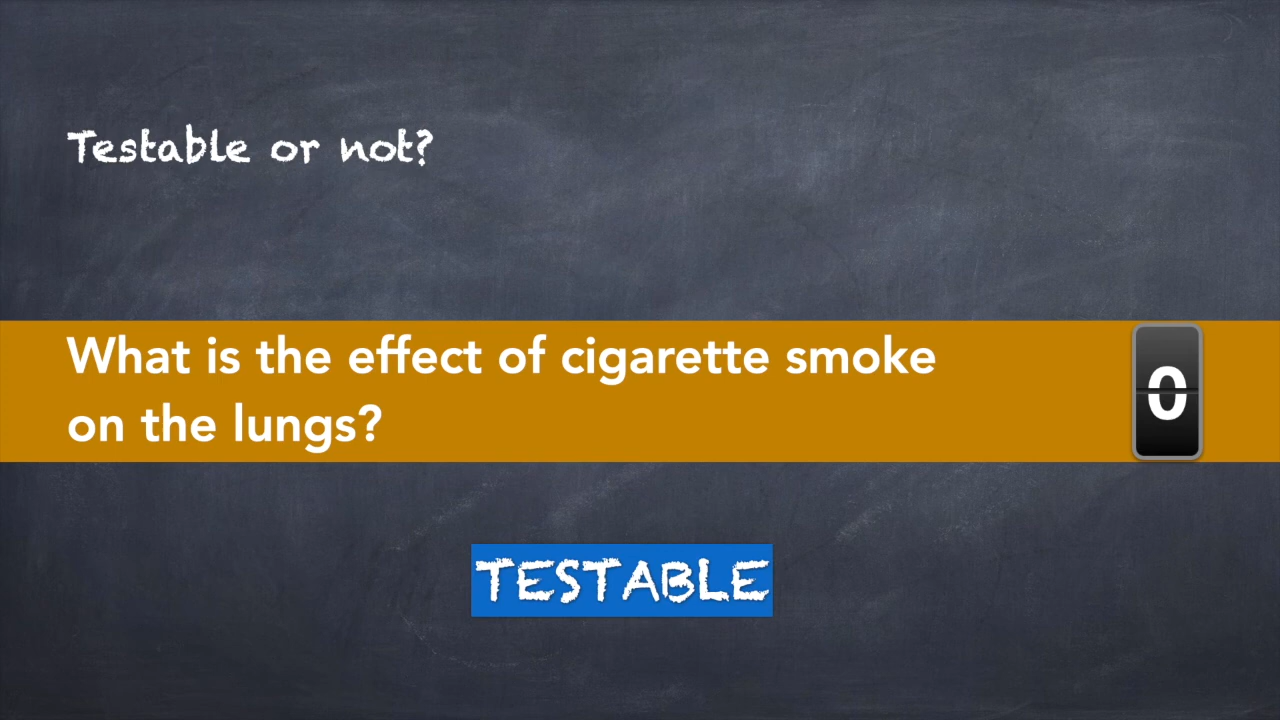 Testable or not?
What is the effect of cigarette smoke
on the lungs?
0
TESTABLE